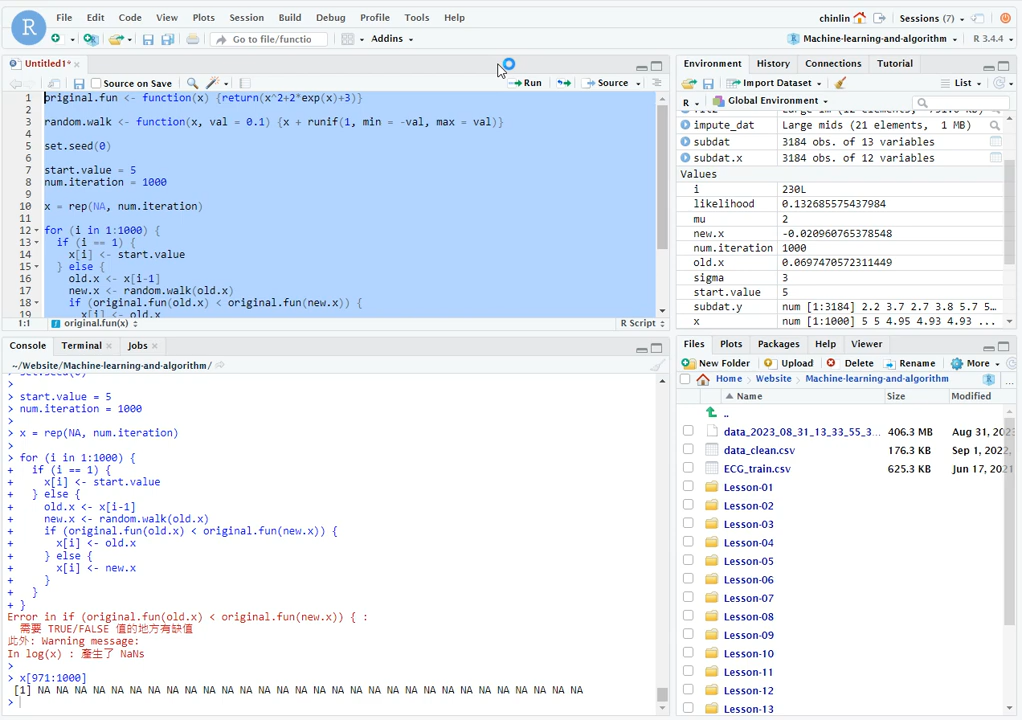 File Edit Code View Plots Session Build Debug Profile Tools Help
chinlin Sessions (7)
Go to file/functio Addins
Machine-learning-and-algorithm R 3.4.4
Untitled1*
Source on Save Run Source
1 original.fun <- function(x) {return(x^2+2*exp(x)+3)}
2
3 random.walk <- function(x, val = 0.1) {x + runif(1, min = -val, max = val)}
4
5 set.seed(0)
6
7 start.value = 5
8 num.iteration = 1000
9
10 x = rep(NA, num.iteration)
11
12 for (i in 1:1000) {
13 if (i == 1) {
14 x[i] <- start.value
15 } else {
16 old.x <- x[i-1]
17 new.x <- random.walk(old.x)
18 if (original.fun(old.x) < original.fun(new.x)) {
19 x[i] <- old.x
1:1 original.fun(x) R Script
Console Terminal Jobs
~/Website/Machine-learning-and-algorithm/
> set.seed(0)
>
> start.value = 5
> num.iteration = 1000
>
> x = rep(NA, num.iteration)
>
> for (i in 1:1000) {
+ if (i == 1) {
+ x[i] <- start.value
+ } else {
+ old.x <- x[i-1]
+ new.x <- random.walk(old.x)
+ if (original.fun(old.x) < original.fun(new.x)) {
+ x[i] <- old.x
+ } else {
+ x[i] <- new.x
+ }
+ }
+ }
Error in if (original.fun(old.x) < original.fun(new.x)) { :
需要 TRUE/FALSE 值的地方有缺值
此外: Warning message:
In log(x) : 產生了 NaNs
>
> x[971:1000]
[1] NA NA NA NA NA NA NA NA NA NA NA NA NA NA NA NA NA NA NA NA NA NA NA NA NA NA NA NA NA NA
>
Environment History Connections Tutorial
Import Dataset List
R Global Environment
impute_dat Large mids (21 elements, 1 MB)
subdat 3184 obs. of 13 variables
subdat.x 3184 obs. of 12 variables
Values
i 230L
likelihood 0.132685575437984
mu 2
new.x -0.020960765378548
num.iteration 1000
old.x 0.0697470572311449
sigma 3
start.value 5
subdat.y num [1:3184] 2.2 3.7 2.7 3.8 5.7 5…
x num [1:1000] 5 5 4.95 4.93 4.93 ...
Files Plots Packages Help Viewer
New Folder Upload Delete Rename More
Home Website Machine-learning-and-algorithm ...
Name Size Modified
..
data_2023_08_31_13_33_55_3... 406.3 MB Aug 31, 202
data_clean.csv 176.3 KB Sep 1, 2022,
ECG_train.csv 625.3 KB Jun 17, 2021
Lesson-01
Lesson-02
Lesson-03
Lesson-04
Lesson-05
Lesson-06
Lesson-07
Lesson-08
Lesson-09
Lesson-10
Lesson-11
Lesson-12
Lesson-13